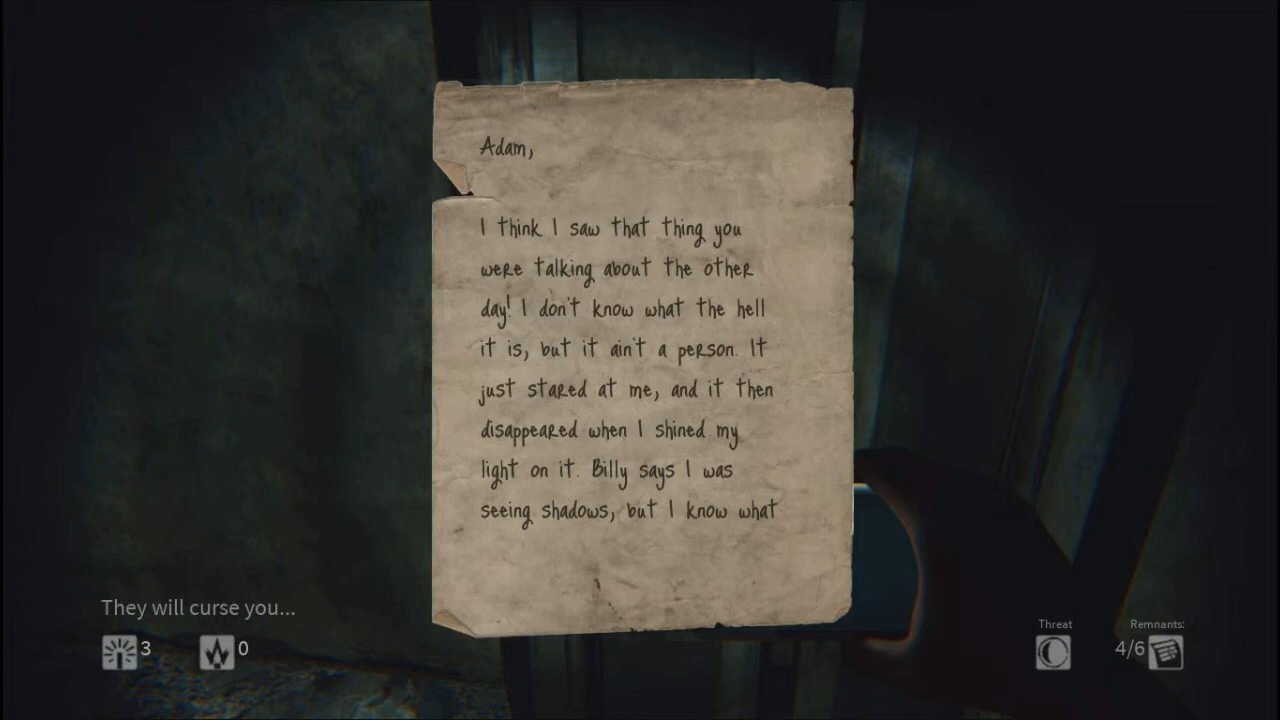 Adam,
I think I saw that thing you
were talking about the other
day! I don't know what the hell
it is, but it ain't a person. It
just stared at me, and it then
disappeared when I shined my
light on it. Billy says I was
seeing shadows, but I know what
They will curse you...
3
0
Threat
Remnants:
4/6